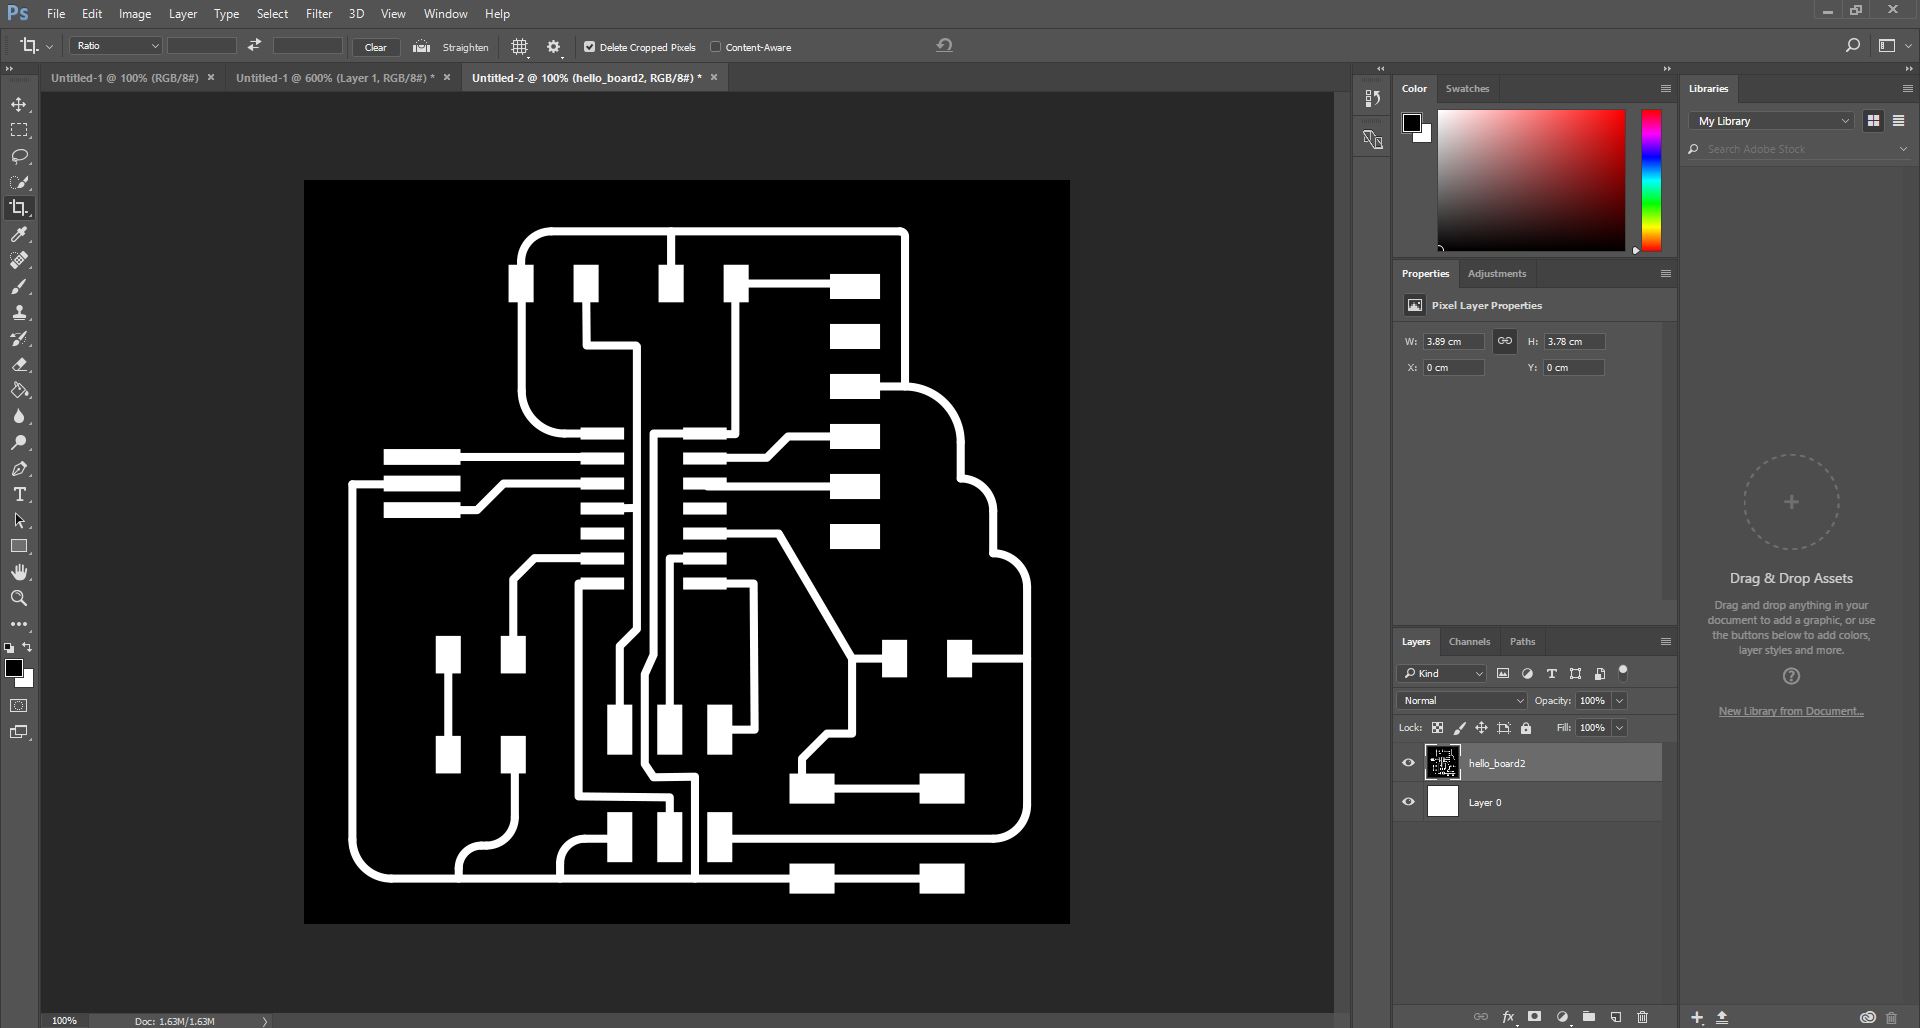 Ps File Edit Image Layer Type Select Filter 3D View Window Help
Ratio Clear Straighten Delete Cropped Pixels Content-Aware
Untitled-1 @ 100% (RGB/8#) × Untitled-1 @ 600% (Layer 1, RGB/8#) * × Untitled-2 @ 100% (hello_board2, RGB/8#) * ×
Color Swatches
Properties Adjustments
Pixel Layer Properties
W: 3.89 cm H: 3.78 cm
X: 0 cm Y: 0 cm
Layers Channels Paths
Kind
Normal Opacity: 100%
Lock: Fill: 100%
hello_board2
Layer 0
fx
Libraries
My Library
Search Adobe Stock
Drag & Drop Assets
Drag and drop anything in your
document to add a graphic, or use
the buttons below to add colors,
layer styles and more.
New Library from Document...
100% Doc: 1.63M/1.63M